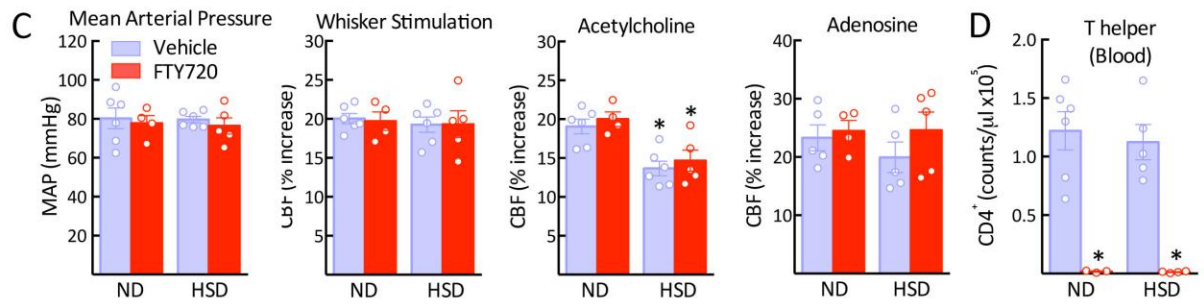 C
Mean Arterial Pressure
Vehicle
FTY720
MAP (mmHg)
120
100
80
60
40
20
ND HSD
Whisker Stimulation
CBF (% increase)
30
25
20
15
10
5
ND HSD
Acetylcholine
CBF (% increase)
30
25
20
15
10
5
* *
ND HSD
Adenosine
CBF (% increase)
40
30
20
10
ND HSD
D
T helper
(Blood)
CD4⁺ (counts/μl x10⁵)
2.0
1.5
1.0
0.5
* *
ND HSD